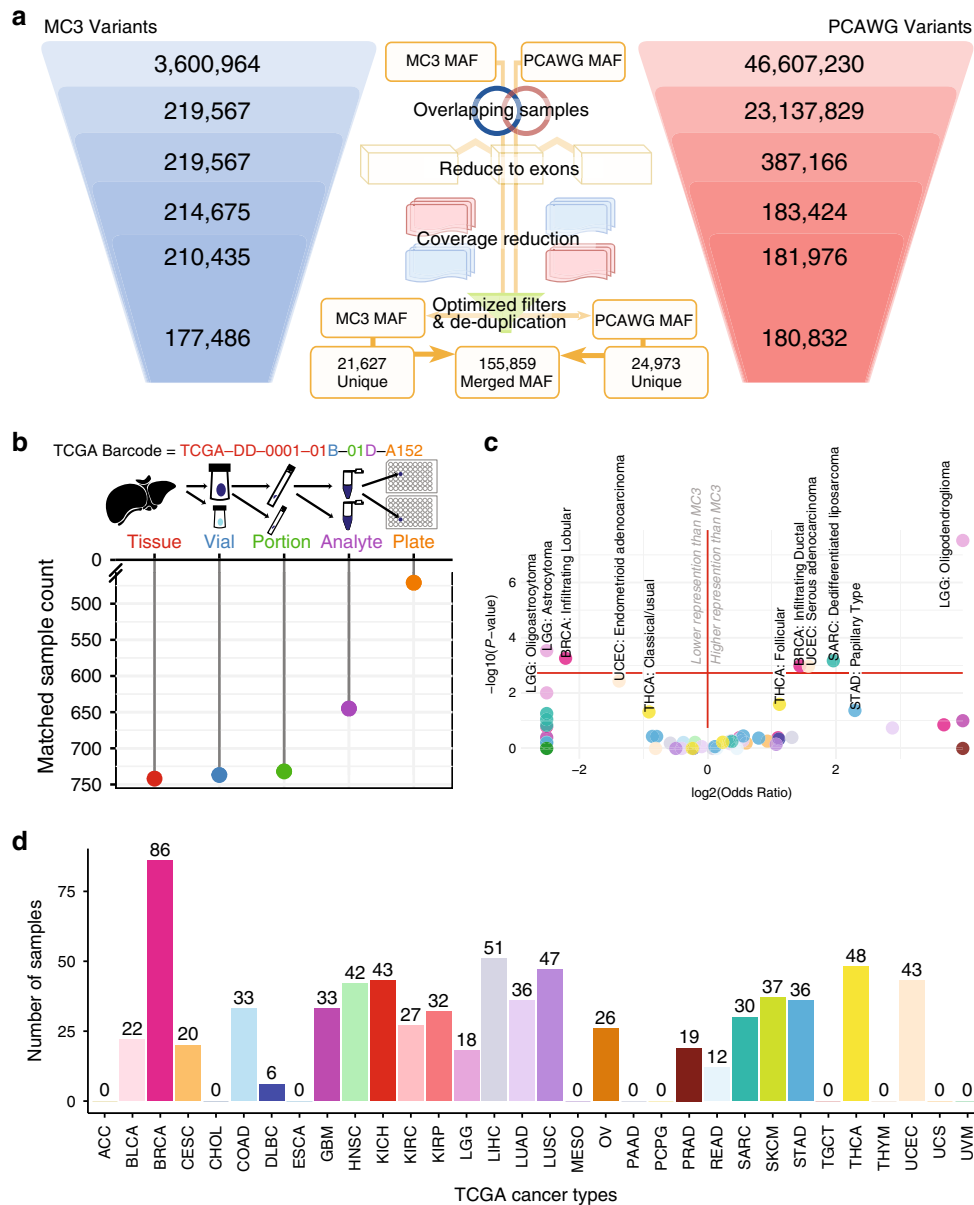 a
MC3 Variants
PCAWG Variants
3,600,964
219,567
219,567
214,675
210,435
177,486
MC3 MAF
PCAWG MAF
Overlapping samples
Reduce to exons
Coverage reduction
Optimized filters
& de-duplication
MC3 MAF
PCAWG MAF
21,627
Unique
155,859
Merged MAF
24,973
Unique
46,607,230
23,137,829
387,166
183,424
181,976
180,832
b
TCGA Barcode = TCGA–DD–0001–01B–01D–A152
Tissue
Vial
Portion
Analyte
Plate
Matched sample count
0
500
550
600
650
700
750
c
–log10(P-value)
6
4
2
0
LGG: Oligoastrocytoma
LGG: Astrocytoma
BRCA: Infiltrating Lobular
UCEC: Endometrioid adenocarcinoma
THCA: Classical/usual
Lower represention than MC3
Higher represention than MC3
THCA: Follicular
BRCA: Infiltrating Ductal
UCEC: Serous adenocarcinoma
SARC: Dedifferentiated liposarcoma
STAD: Papillary Type
LGG: Oligodendroglioma
–2
0
2
log2(Odds Ratio)
d
Number of samples
75
50
25
0
0
22
86
20
0
33
6
0
33
42
43
27
32
18
51
36
47
0
26
0
0
19
12
30
37
36
0
48
0
43
0
0
ACC
BLCA
BRCA
CESC
CHOL
COAD
DLBC
ESCA
GBM
HNSC
KICH
KIRC
KIRP
LGG
LIHC
LUAD
LUSC
MESO
OV
PAAD
PCPG
PRAD
READ
SARC
SKCM
STAD
TGCT
THCA
THYM
UCEC
UCS
UVM
TCGA cancer types